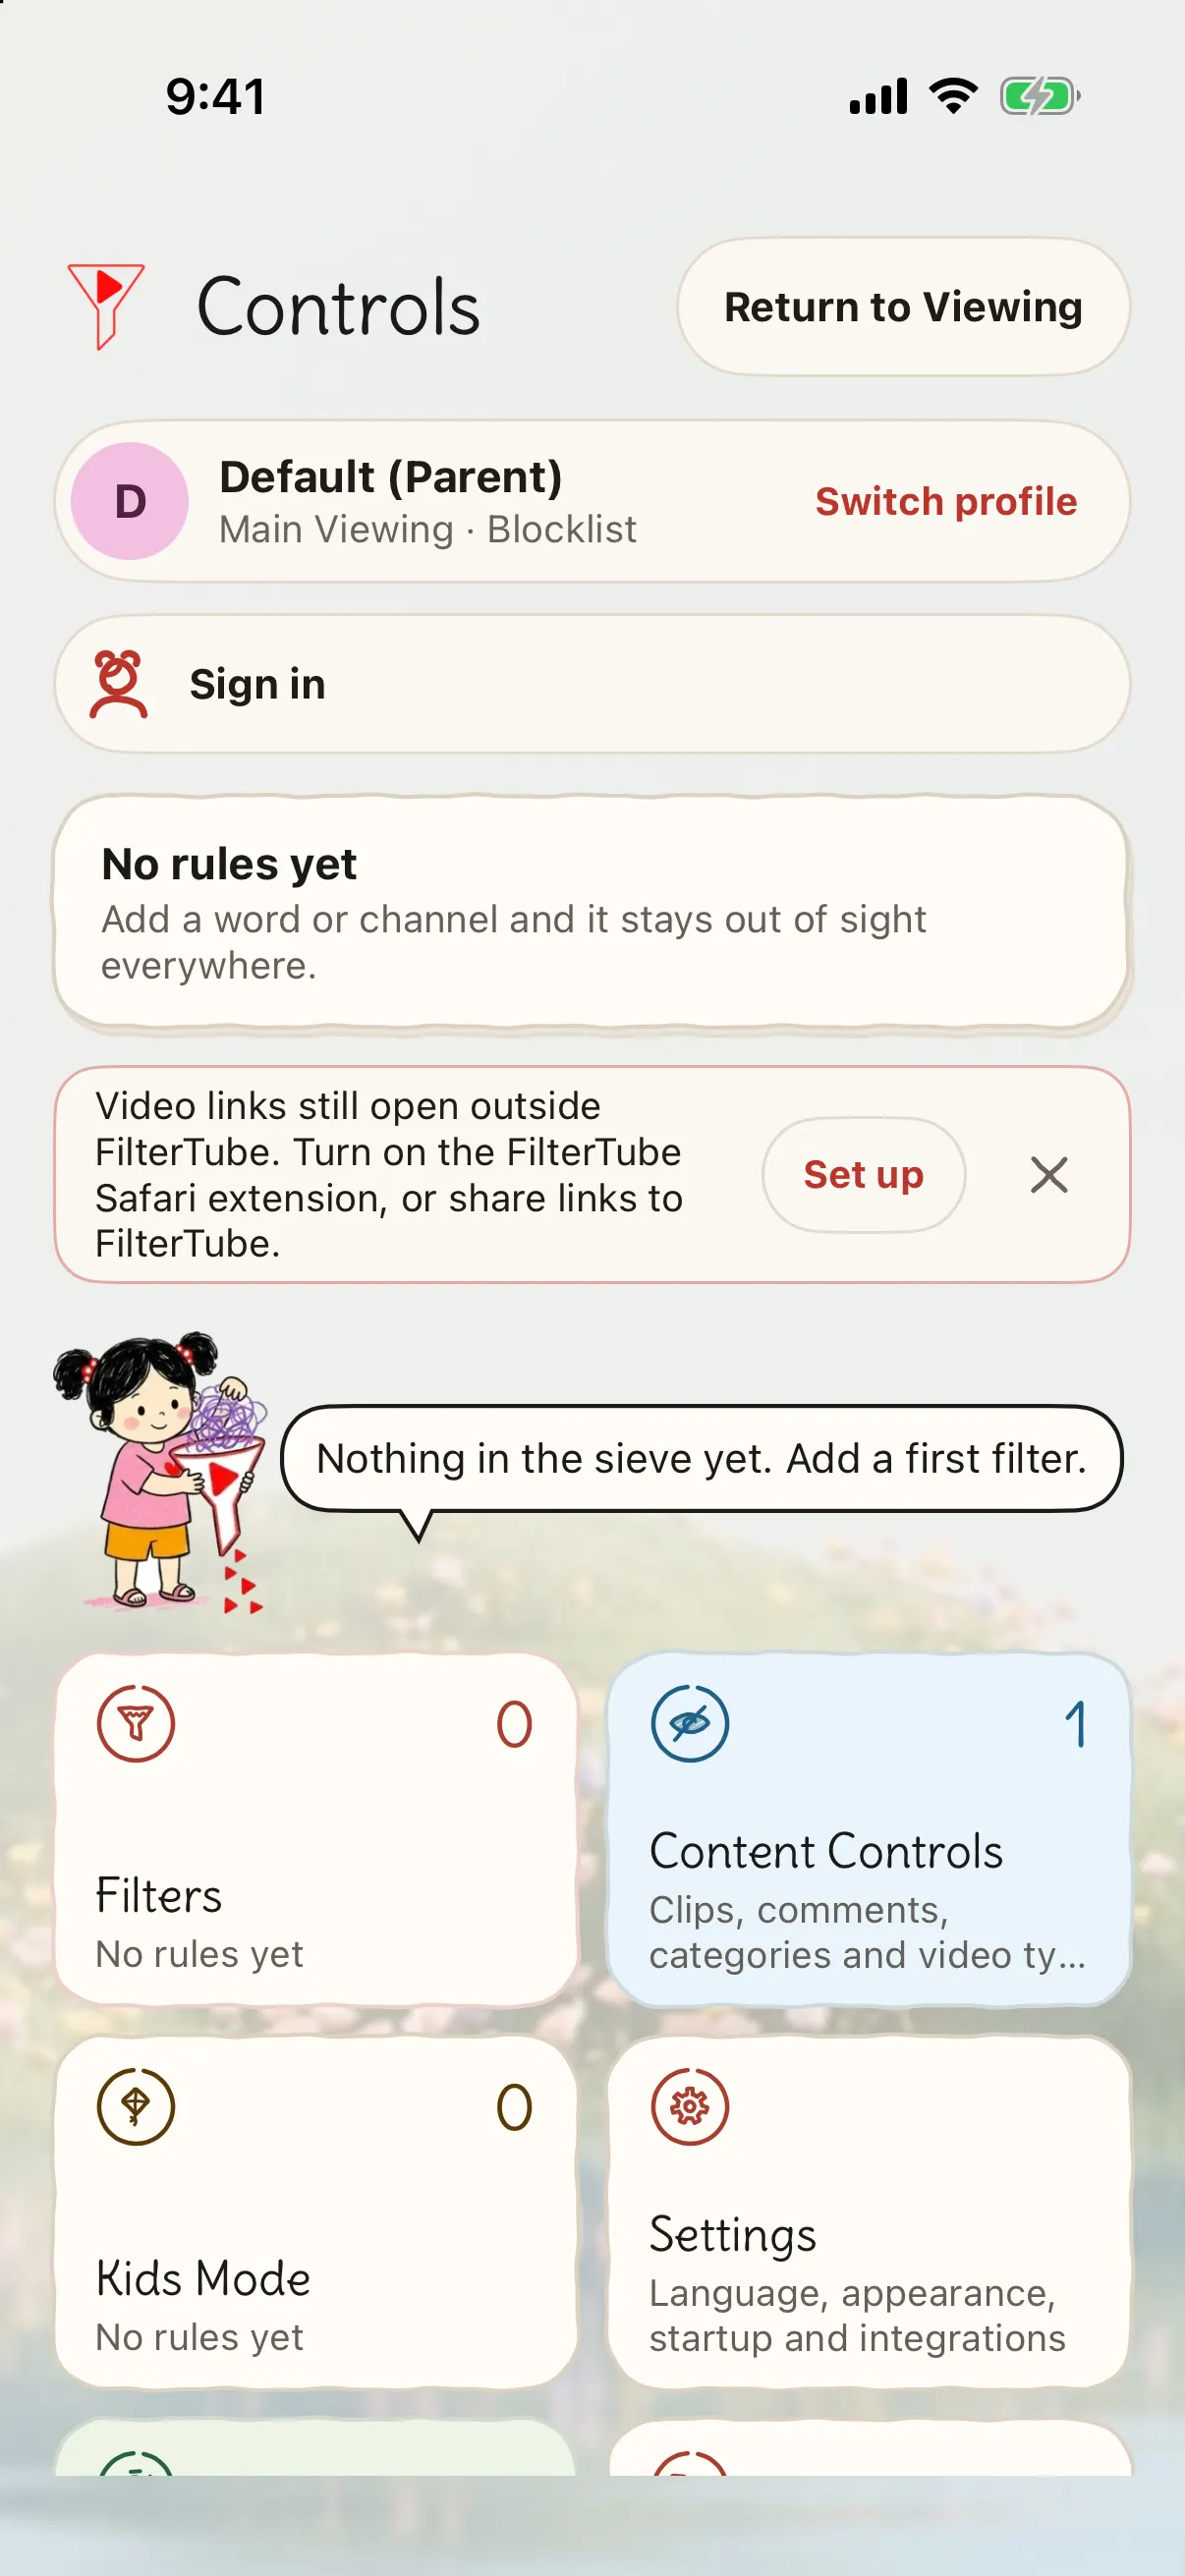 9:41
Controls
Return to Viewing
D
Default (Parent)
Main Viewing · Blocklist
Switch profile
Sign in
No rules yet
Add a word or channel and it stays out of sight
everywhere.
Video links still open outside
FilterTube. Turn on the FilterTube
Safari extension, or share links to
FilterTube.
Set up
Nothing in the sieve yet. Add a first filter.
0
Filters
No rules yet
1
Content Controls
Clips, comments,
categories and video ty...
0
Kids Mode
No rules yet
Settings
Language, appearance,
startup and integrations